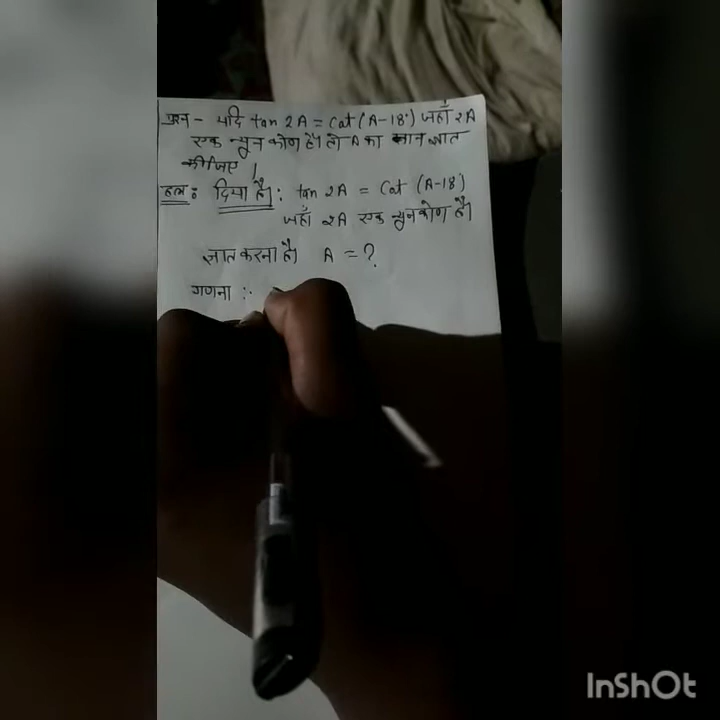 प्रश्न - यदि tan 2A = Cot (A-18°) जहाँ 2A
एक न्यून कोण है। तो A का मान ज्ञात
कीजिए।
हल: दिया है: tan 2A = Cot (A-18°)
जहाँ 2A एक न्यूनकोण है।
ज्ञात करना है। A = ?
गणना :-
InShOt